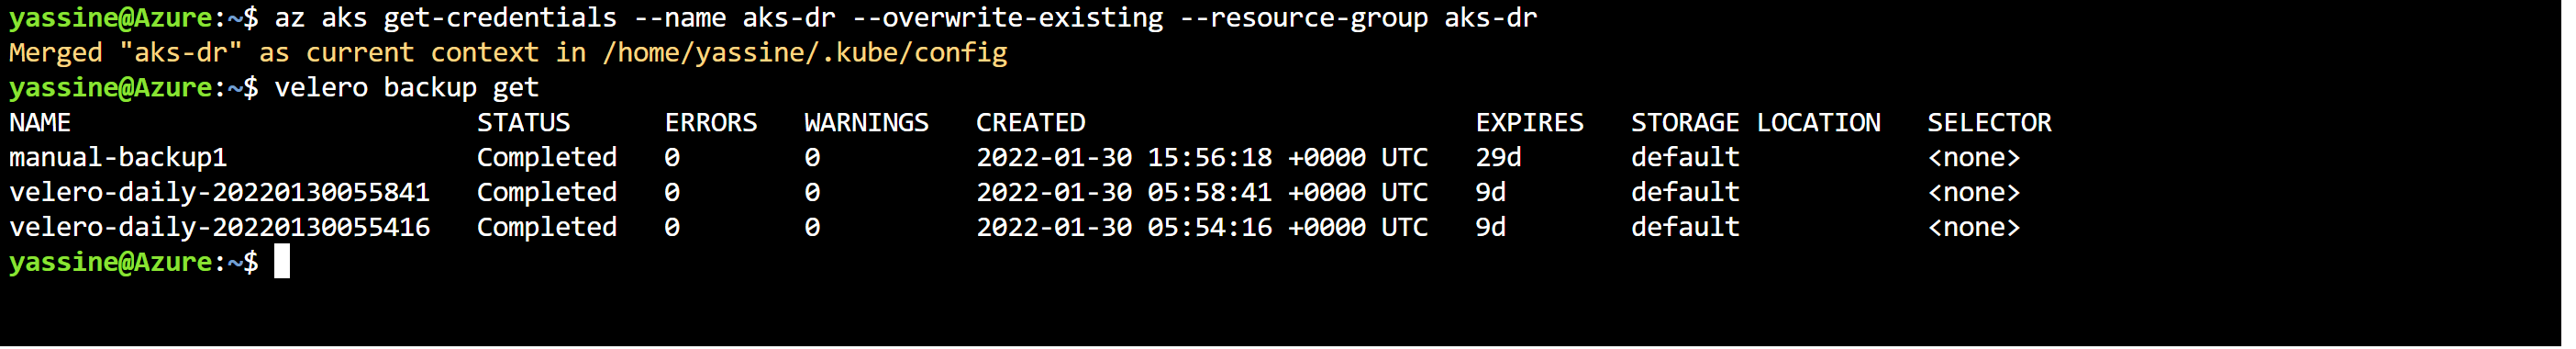 yassine@Azure:~$ az aks get-credentials --name aks-dr --overwrite-existing --resource-group aks-dr
Merged "aks-dr" as current context in /home/yassine/.kube/config
yassine@Azure:~$ velero backup get
NAME                          STATUS      ERRORS   WARNINGS   CREATED                         EXPIRES   STORAGE LOCATION   SELECTOR
manual-backup1                Completed   0        0          2022-01-30 15:56:18 +0000 UTC   29d       default            <none>
velero-daily-20220130055841   Completed   0        0          2022-01-30 05:58:41 +0000 UTC   9d        default            <none>
velero-daily-20220130055416   Completed   0        0          2022-01-30 05:54:16 +0000 UTC   9d        default            <none>
yassine@Azure:~$